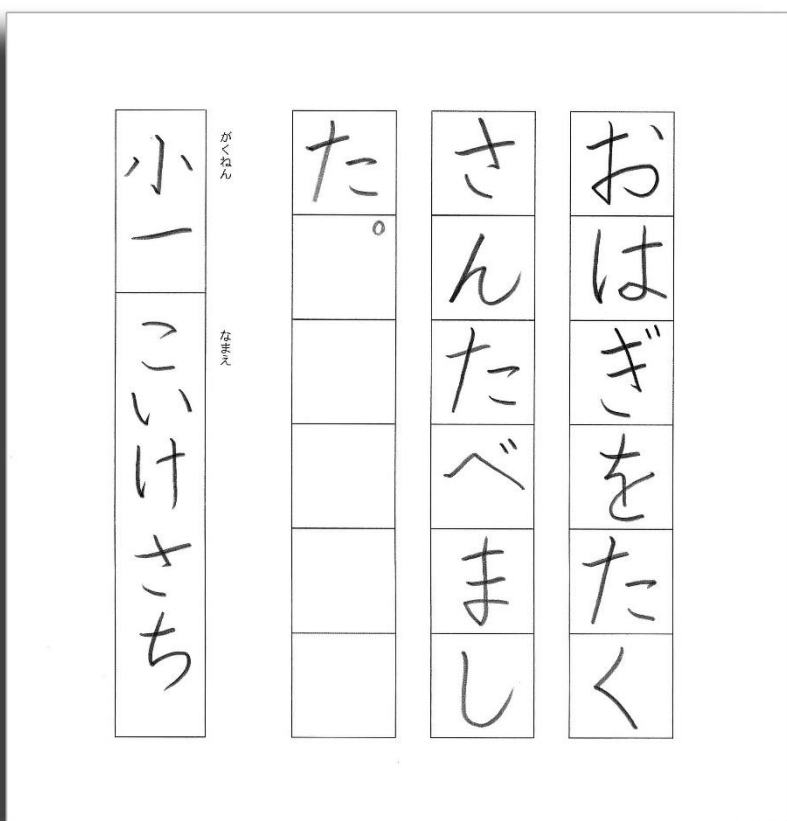 おはぎをたく
さんたべまし
た。
がくねん
小一
なまえ
こいけさち